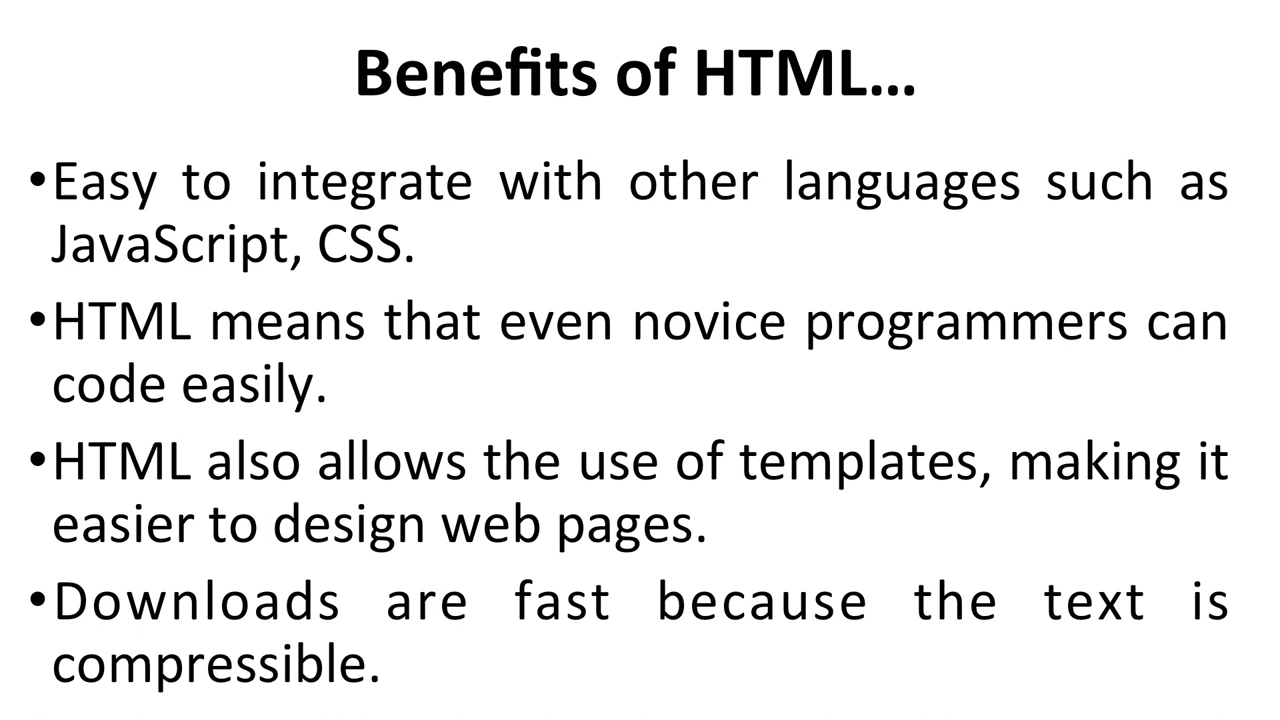 Benefits of HTML...
•Easy to integrate with other languages such as
JavaScript, CSS.
•HTML means that even novice programmers can
code easily.
•HTML also allows the use of templates, making it
easier to design web pages.
•Downloads are fast because the text is
compressible.